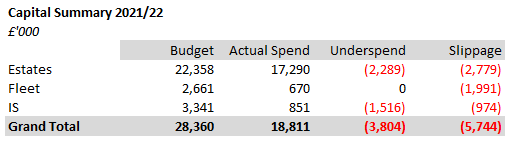 Capital Summary 2021/22
£'000
Budget Actual Spend Underspend Slippage
Estates 22,358 17,290 (2,289) (2,779)
Fleet 2,661 670 0 (1,991)
IS 3,341 851 (1,516) (974)
Grand Total 28,360 18,811 (3,804) (5,744)